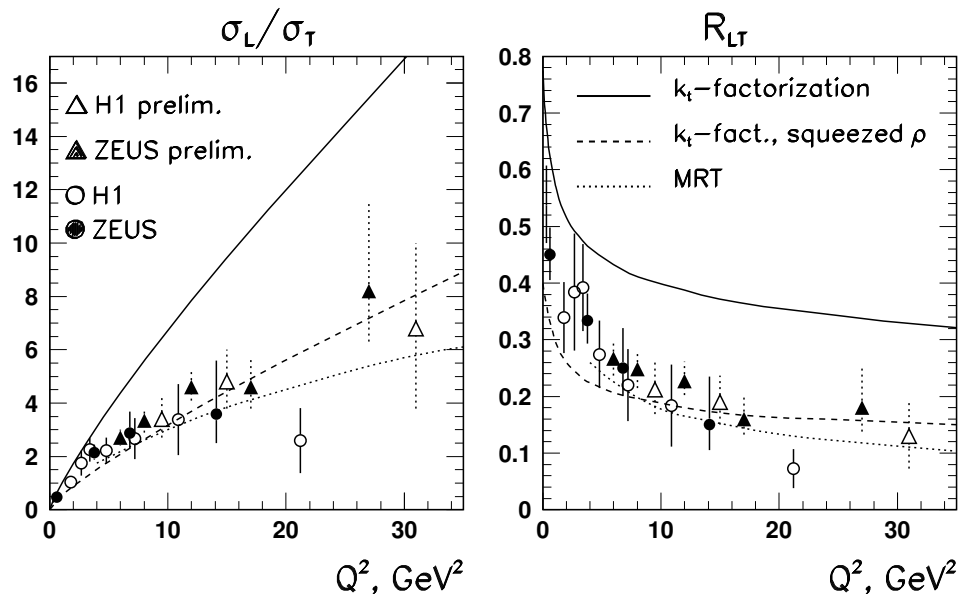 σL/σT
16
14
12
10
8
6
4
2
0
△ H1 prelim.
▲ ZEUS prelim.
○ H1
● ZEUS
0 10 20 30
Q², GeV²
RLT
0.8
0.7
0.6
0.5
0.4
0.3
0.2
0.1
0
kt−factorization
kt−fact., squeezed ρ
MRT
0 10 20 30
Q², GeV²